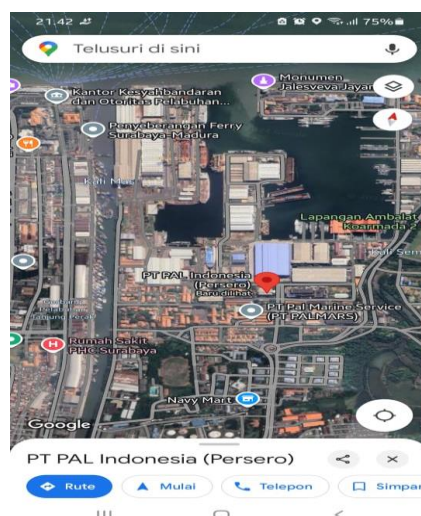 21.42
75%
Telusuri di sini
Monumen
Jalesveva Jayam
Kantor Kesyahbandaran
dan Otoritas Pelabuhan...
Penyeberangan Ferry
Surabaya-Madura
Kali Mas
Lapangan Ambalat
Koarmada 2
PT PAL Indonesia
(Persero)
Baru dilihat
PT Pal Marine Service
(PT PALMARS)
Tanjung Perak
Rumah Sakit
PHC Surabaya
Navy Mart
Google
PT PAL Indonesia (Persero)
Rute
Mulai
Telepon
Simpan